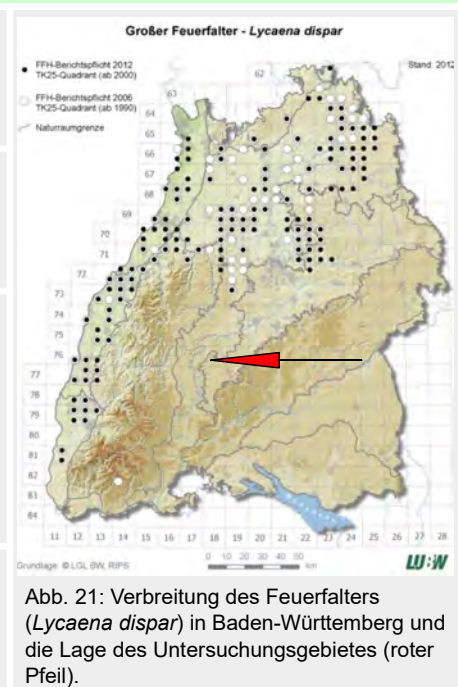 Großer Feuerfalter - Lycaena dispar
FFH-Berichtspflicht 2012
TK25-Quadrant (ab 2000)
FFH-Berichtspflicht 2006
TK25-Quadrant (ab 1990)
Naturraumgrenze
Stand: 2012
62
63
64
65
66
67
68
69
70
71
72
73
74
75
76
77
78
79
80
81
82
83
84
11 12 13 14 15 16 17 18 19 20 21 22 23 24 25 26 27 28
0 10 20 30 40 50
km
Grundlage: © LGL BW, RIPS
LU:W
Abb. 21: Verbreitung des Feuerfalters
(Lycaena dispar) in Baden-Württemberg und
die Lage des Untersuchungsgebietes (roter
Pfeil).